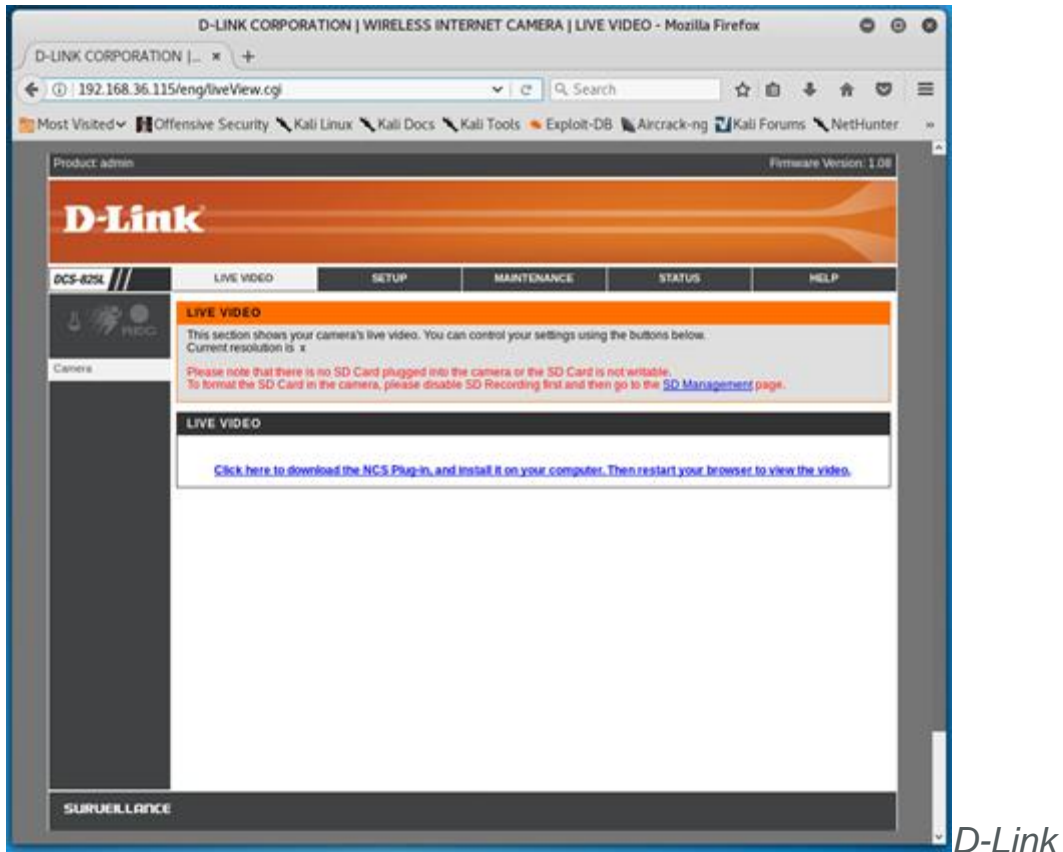 D-LINK CORPORATION | WIRELESS INTERNET CAMERA | LIVE VIDEO - Mozilla Firefox
D-LINK CORPORATION |...
192.168.36.115/eng/liveView.cgi
Search
Most Visited
Offensive Security
Kali Linux
Kali Docs
Kali Tools
Exploit-DB
Aircrack-ng
Kali Forums
NetHunter
Product: admin
Firmware Version: 1.08
D-Link
DCS-825L
LIVE VIDEO
SETUP
MAINTENANCE
STATUS
HELP
REC
Camera
LIVE VIDEO
This section shows your camera's live video. You can control your settings using the buttons below.
Current resolution is x
Please note that there is no SD Card plugged into the camera or the SD Card is not writable.
To format the SD Card in the camera, please disable SD Recording first and then go to the SD Management page.
LIVE VIDEO
Click here to download the NCS Plug-in, and install it on your computer. Then restart your browser to view the video.
SURVEILLANCE
D-Link